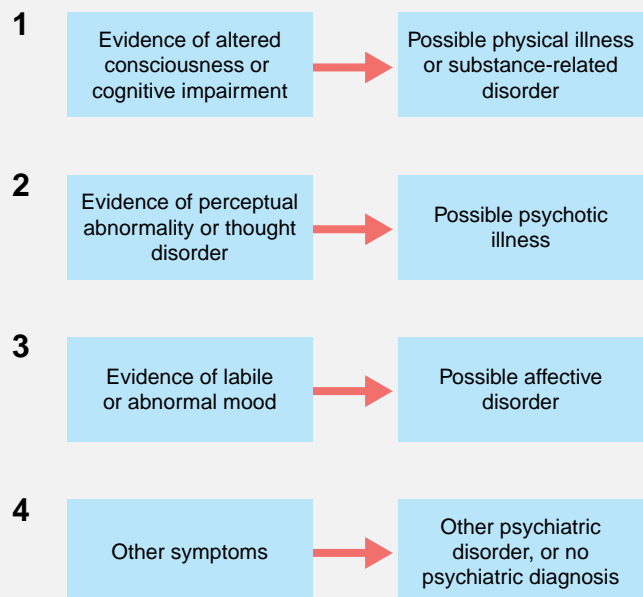 1
Evidence of altered
consciousness or
cognitive impairment
Possible physical illness
or substance-related
disorder
2
Evidence of perceptual
abnormality or thought
disorder
Possible psychotic
illness
3
Evidence of labile
or abnormal mood
Possible affective
disorder
4
Other symptoms
Other psychiatric
disorder, or no
psychiatric diagnosis